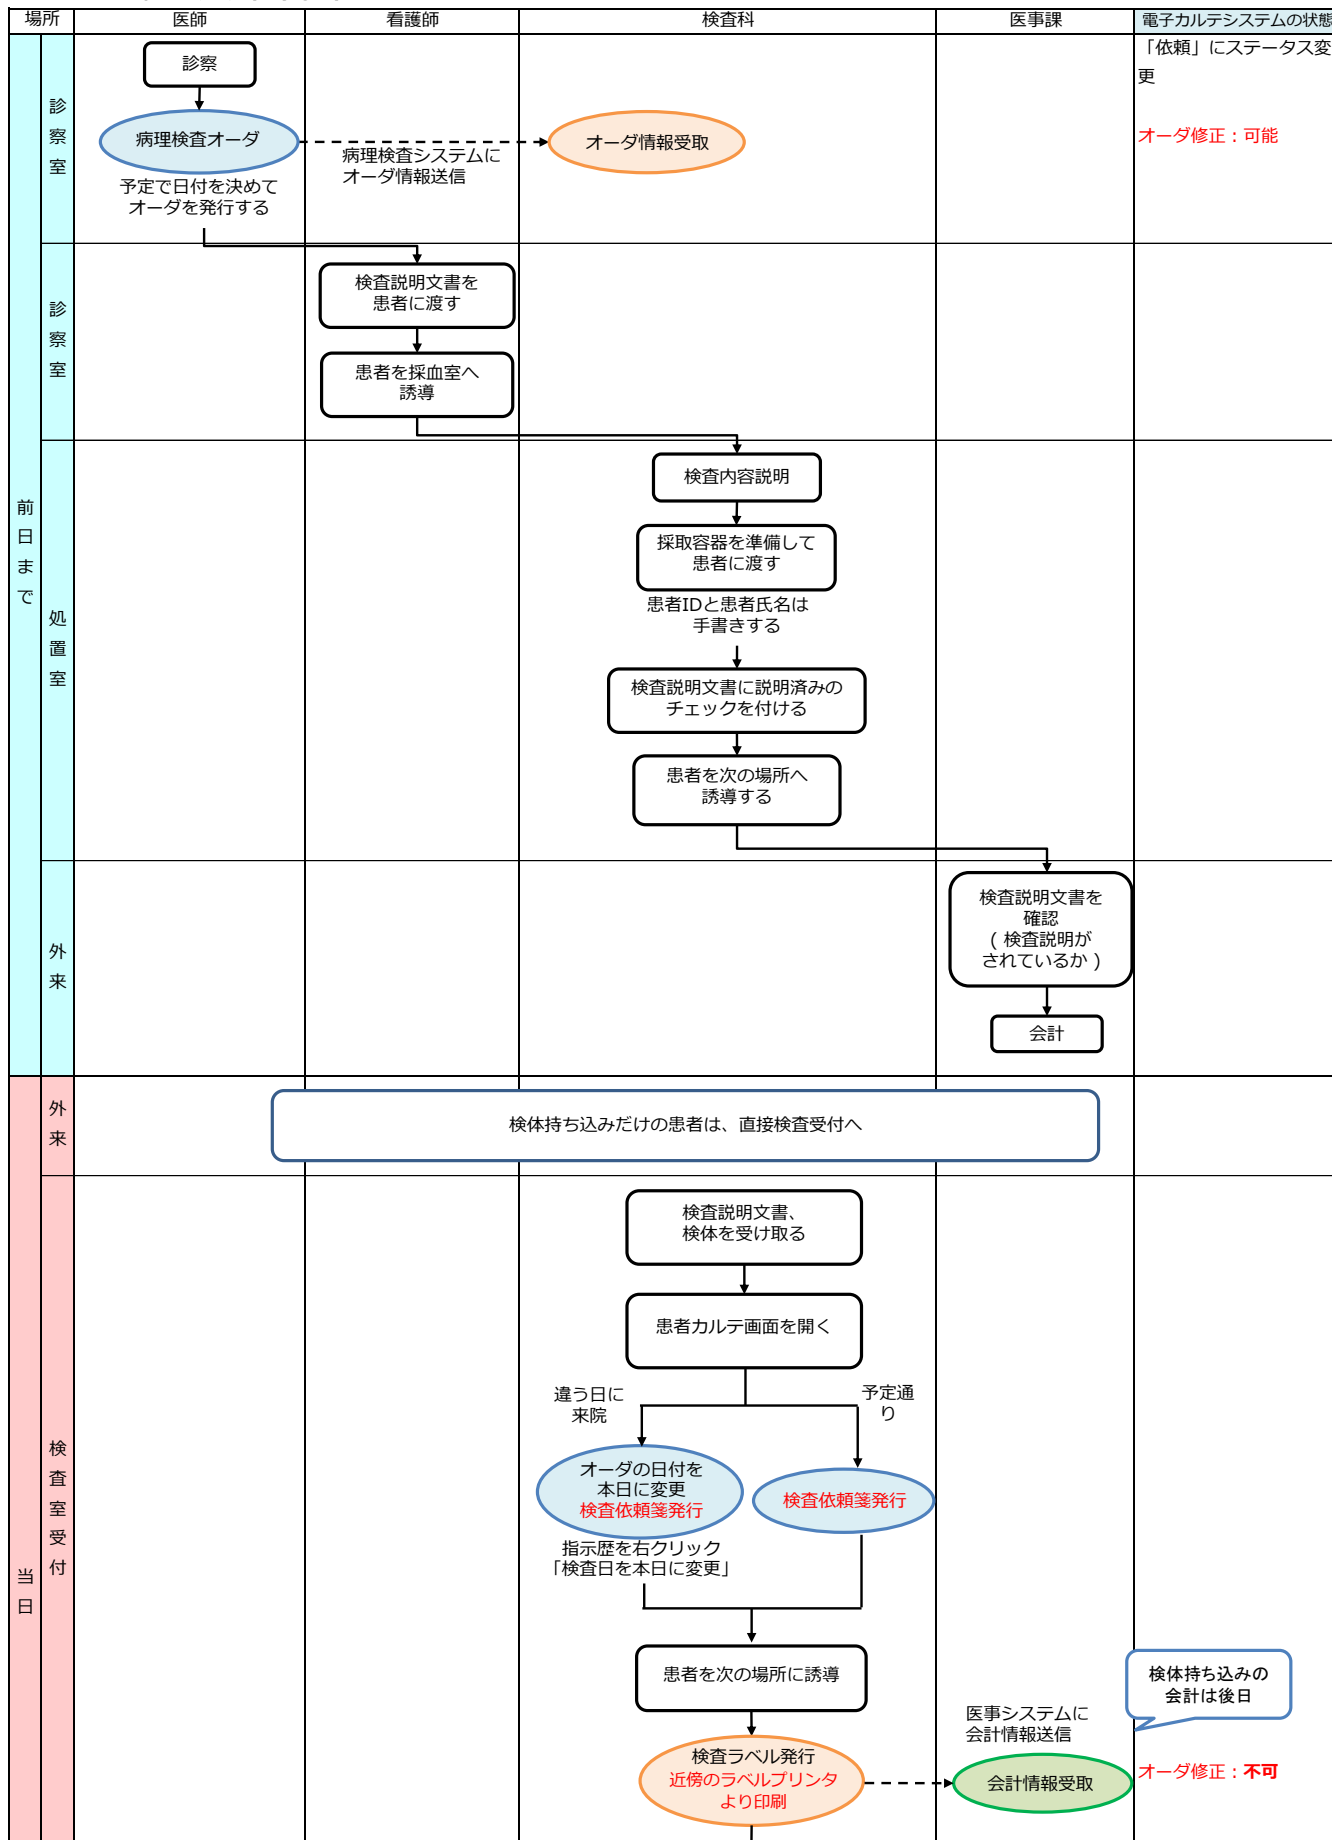 場所
医師
看護師
検査科
医事課
電子カルテシステムの状態
前日まで
診察室
診察
病理検査オーダ
予定で日付を決めて
オーダを発行する
病理検査システムに
オーダ情報送信
オーダ情報受取
「依頼」にステータス変
更
オーダ修正：可能
診察室
検査説明文書を
患者に渡す
患者を採血室へ
誘導
処置室
検査内容説明
採取容器を準備して
患者に渡す
患者IDと患者氏名は
手書きする
検査説明文書に説明済みの
チェックを付ける
患者を次の場所へ
誘導する
外来
検査説明文書を
確認
（検査説明が
されているか）
会計
当日
外来
検体持ち込みだけの患者は、直接検査受付へ
検査室受付
検査説明文書、
検体を受け取る
患者カルテ画面を開く
違う日に
来院
予定通
り
オーダの日付を
本日に変更
検査依頼箋発行
検査依頼箋発行
指示歴を右クリック
「検査日を本日に変更」
患者を次の場所に誘導
検査ラベル発行
近傍のラベルプリンタ
より印刷
医事システムに
会計情報送信
会計情報受取
検体持ち込みの
会計は後日
オーダ修正：不可